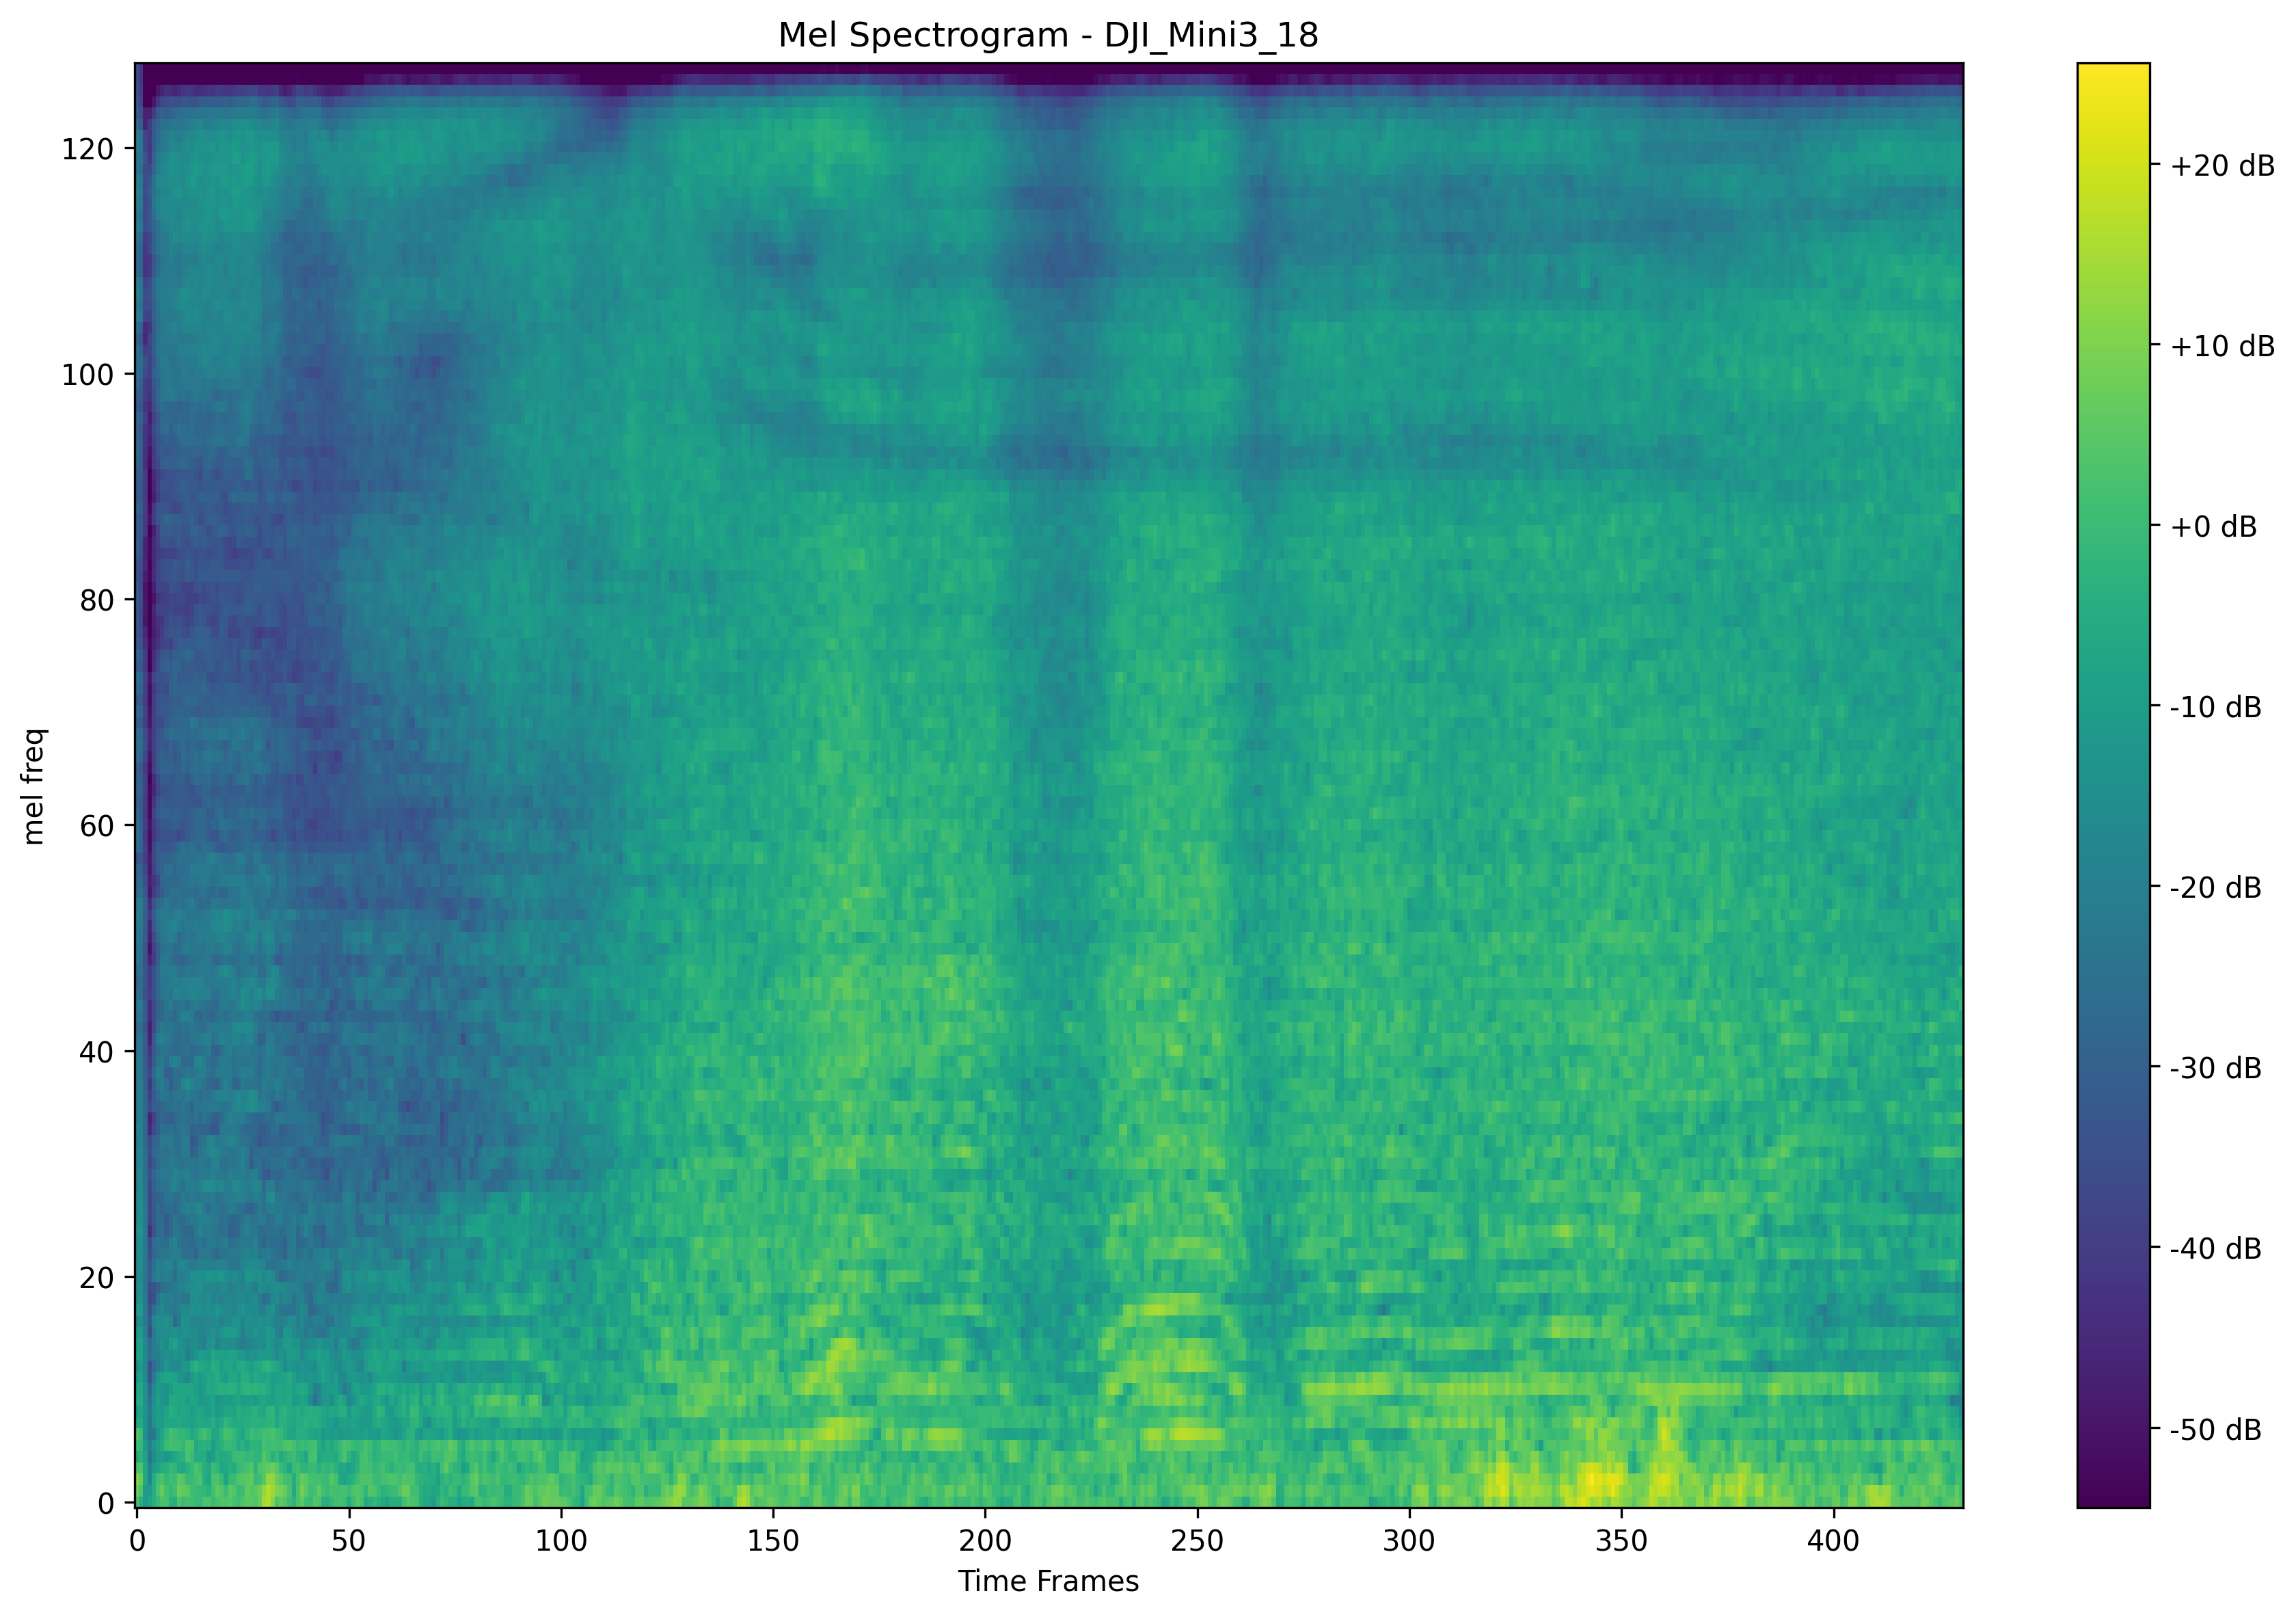 Mel Spectrogram - DJI_Mini3_18
mel freq
120
100
80
60
40
20
0
0 50 100 150 200 250 300 350 400
Time Frames
+20 dB
+10 dB
+0 dB
-10 dB
-20 dB
-30 dB
-40 dB
-50 dB